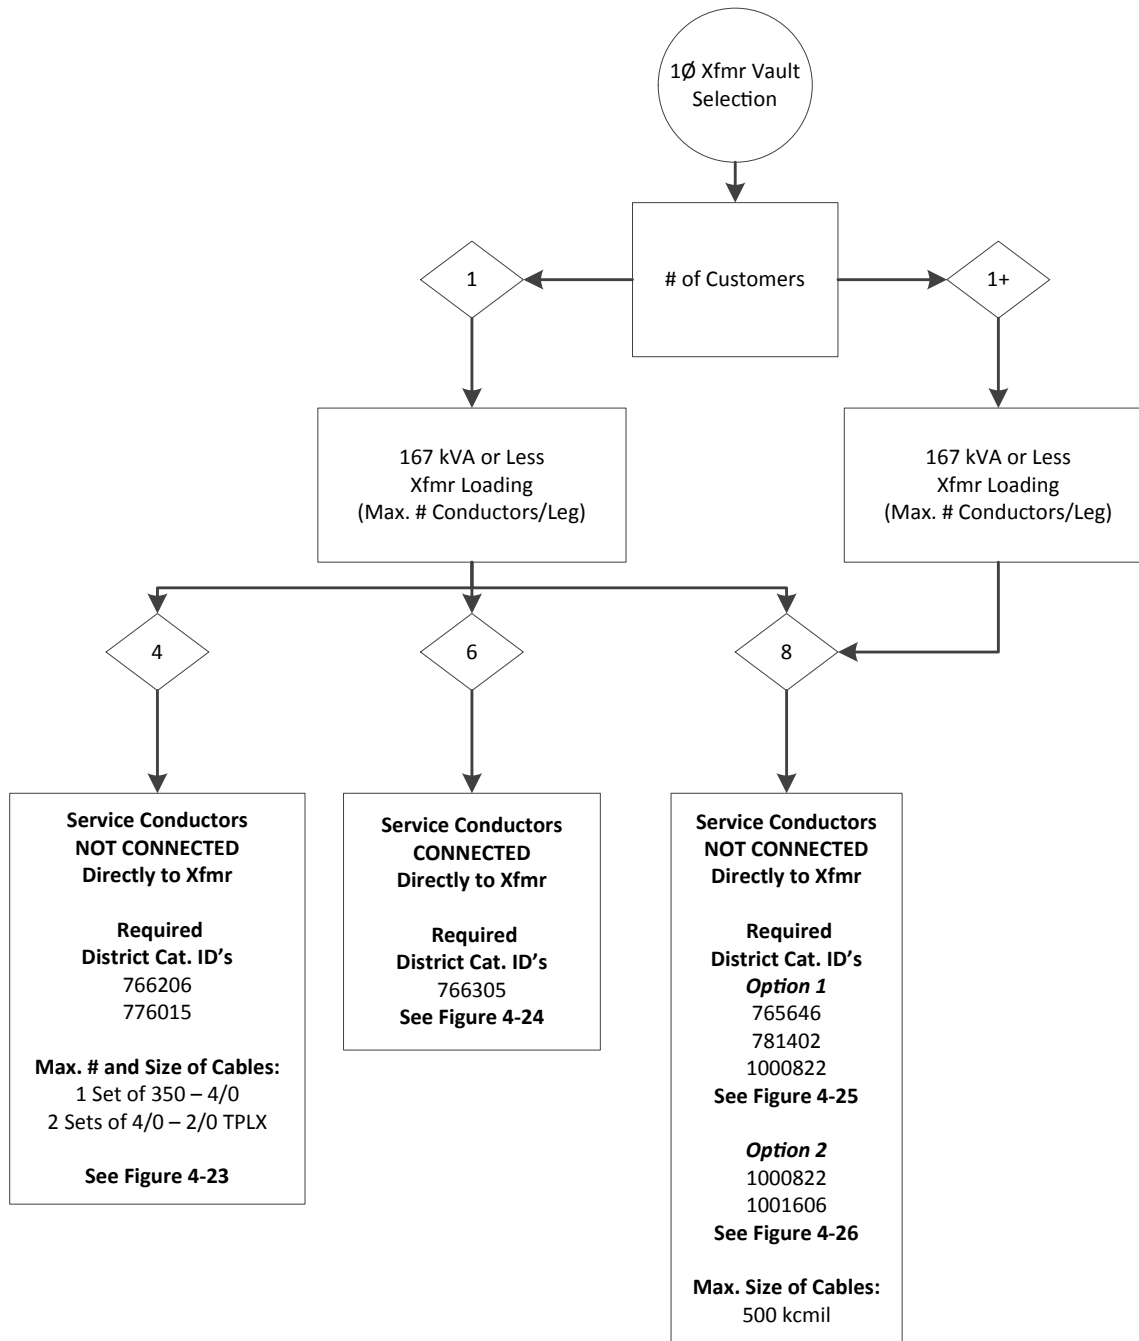 1Ø Xfmr Vault
Selection
# of Customers
1
1+
167 kVA or Less
Xfmr Loading
(Max. # Conductors/Leg)
167 kVA or Less
Xfmr Loading
(Max. # Conductors/Leg)
4
6
8
Service Conductors
NOT CONNECTED
Directly to Xfmr
Required
District Cat. ID’s
766206
776015
Max. # and Size of Cables:
1 Set of 350 – 4/0
2 Sets of 4/0 – 2/0 TPLX
See Figure 4-23
Service Conductors
CONNECTED
Directly to Xfmr
Required
District Cat. ID’s
766305
See Figure 4-24
Service Conductors
NOT CONNECTED
Directly to Xfmr
Required
District Cat. ID’s
Option 1
765646
781402
1000822
See Figure 4-25
Option 2
1000822
1001606
See Figure 4-26
Max. Size of Cables:
500 kcmil